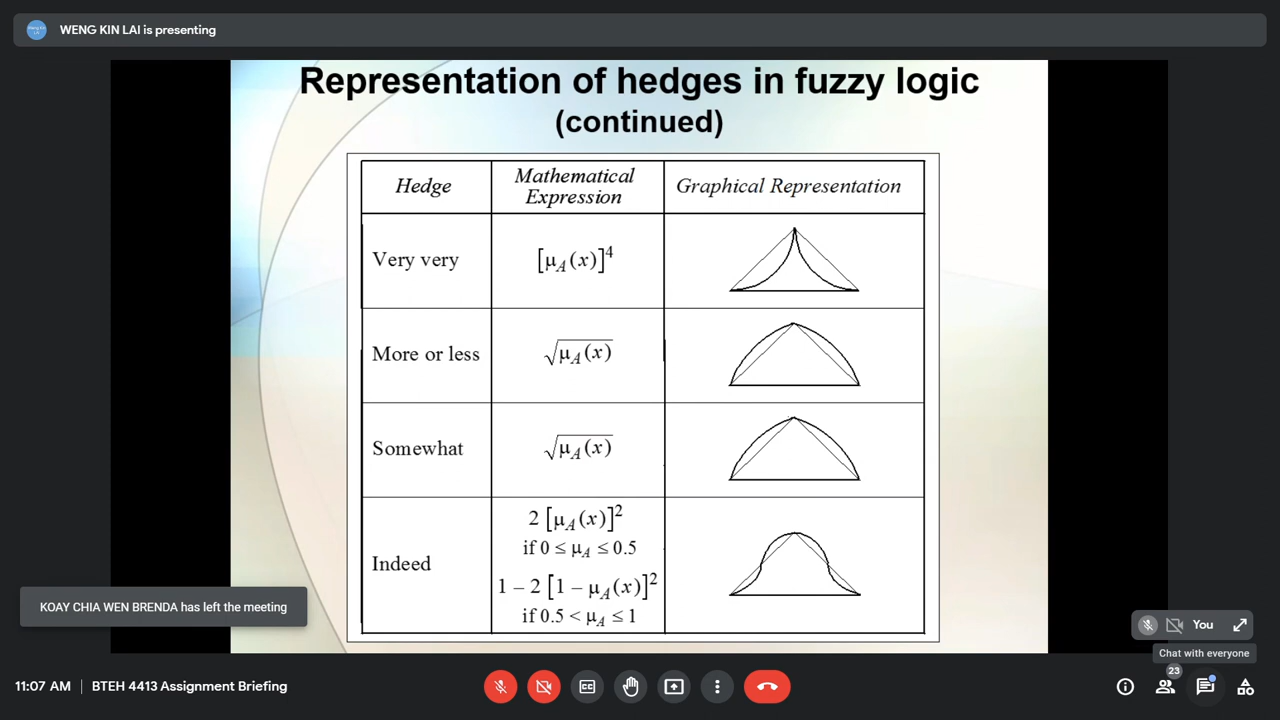 WENG KIN LAI is presenting
Representation of hedges in fuzzy logic
(continued)
Hedge
Mathematical
Expression
Graphical Representation
Very very
[μA(x)]⁴
More or less
√μA(x)
Somewhat
√μA(x)
Indeed
2 [μA(x)]²
if 0 ≤ μA ≤ 0.5
1 – 2 [1 – μA(x)]²
if 0.5 < μA ≤ 1
KOAY CHIA WEN BRENDA has left the meeting
You
Chat with everyone
11:07 AM | BTEH 4413 Assignment Briefing
CC
23